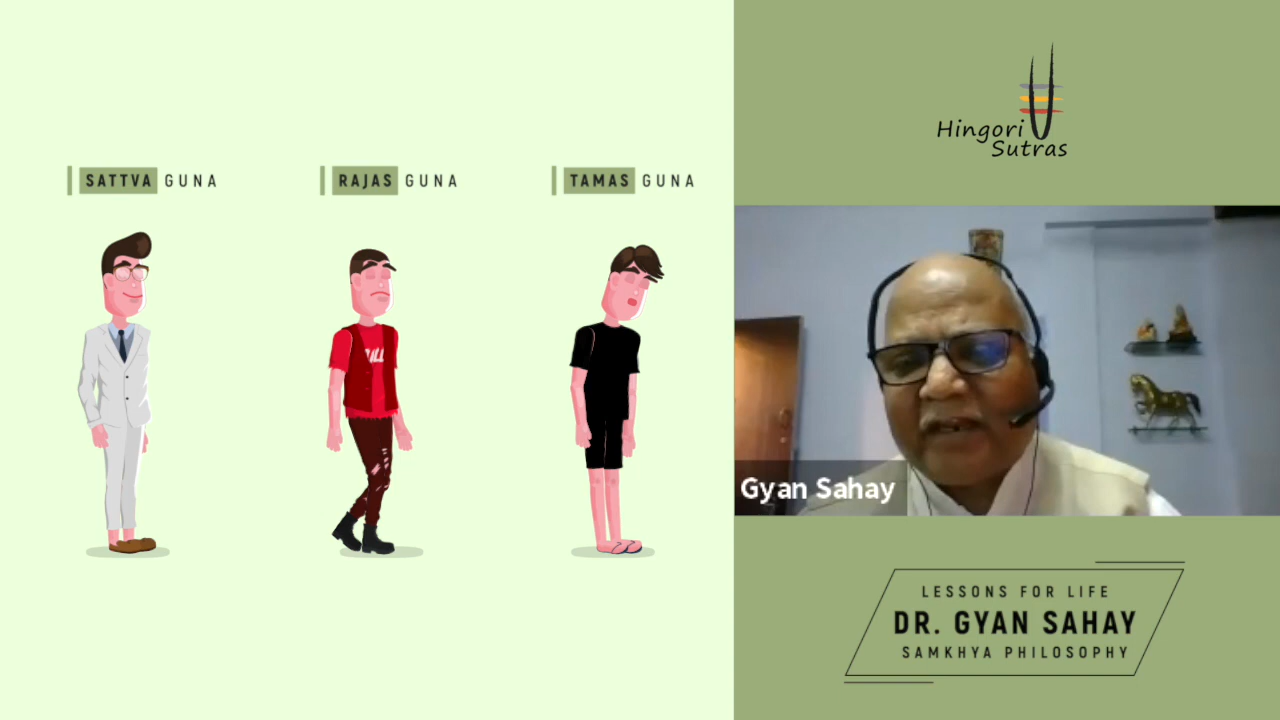 SATTVA GUNA
RAJAS GUNA
TAMAS GUNA
Hingori
Sutras
Gyan Sahay
LESSONS FOR LIFE
DR. GYAN SAHAY
SAMKHYA PHILOSOPHY